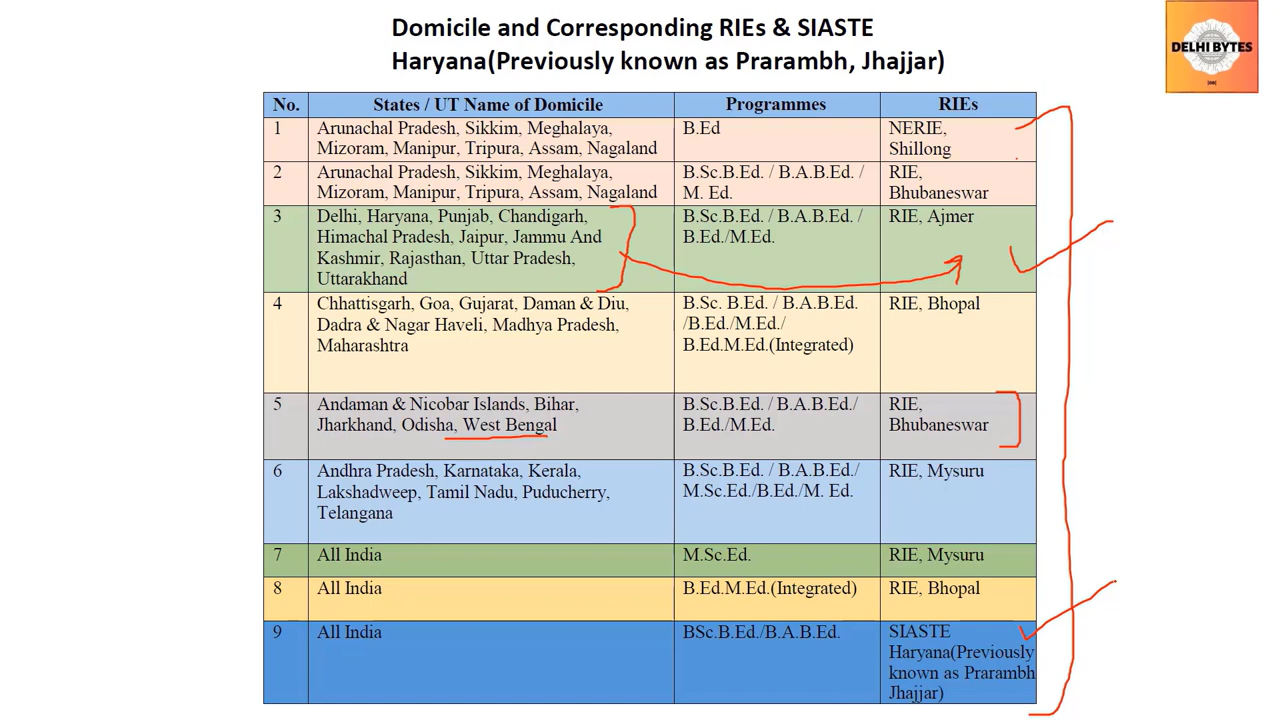 Domicile and Corresponding RIEs & SIASTE
Haryana(Previously known as Prarambh, Jhajjar)
DELHI BYTES
No. States / UT Name of Domicile Programmes RIEs
1 Arunachal Pradesh, Sikkim, Meghalaya, B.Ed NERIE,
Mizoram, Manipur, Tripura, Assam, Nagaland Shillong
2 Arunachal Pradesh, Sikkim, Meghalaya, B.Sc.B.Ed. / B.A.B.Ed. / RIE,
Mizoram, Manipur, Tripura, Assam, Nagaland M. Ed. Bhubaneswar
3 Delhi, Haryana, Punjab, Chandigarh, B.Sc.B.Ed. / B.A.B.Ed. / RIE, Ajmer
Himachal Pradesh, Jaipur, Jammu And B.Ed./M.Ed.
Kashmir, Rajasthan, Uttar Pradesh,
Uttarakhand
4 Chhattisgarh, Goa, Gujarat, Daman & Diu, B.Sc. B.Ed. / B.A.B.Ed. RIE, Bhopal
Dadra & Nagar Haveli, Madhya Pradesh, /B.Ed./M.Ed./
Maharashtra B.Ed.M.Ed.(Integrated)
5 Andaman & Nicobar Islands, Bihar, B.Sc.B.Ed. / B.A.B.Ed./ RIE,
Jharkhand, Odisha, West Bengal B.Ed./M.Ed. Bhubaneswar
6 Andhra Pradesh, Karnataka, Kerala, B.Sc.B.Ed. / B.A.B.Ed./ RIE, Mysuru
Lakshadweep, Tamil Nadu, Puducherry, M.Sc.Ed./B.Ed./M. Ed.
Telangana
7 All India M.Sc.Ed. RIE, Mysuru
8 All India B.Ed.M.Ed.(Integrated) RIE, Bhopal
9 All India BSc.B.Ed./B.A.B.Ed. SIASTE
Haryana(Previously
known as Prarambh
Jhajjar)